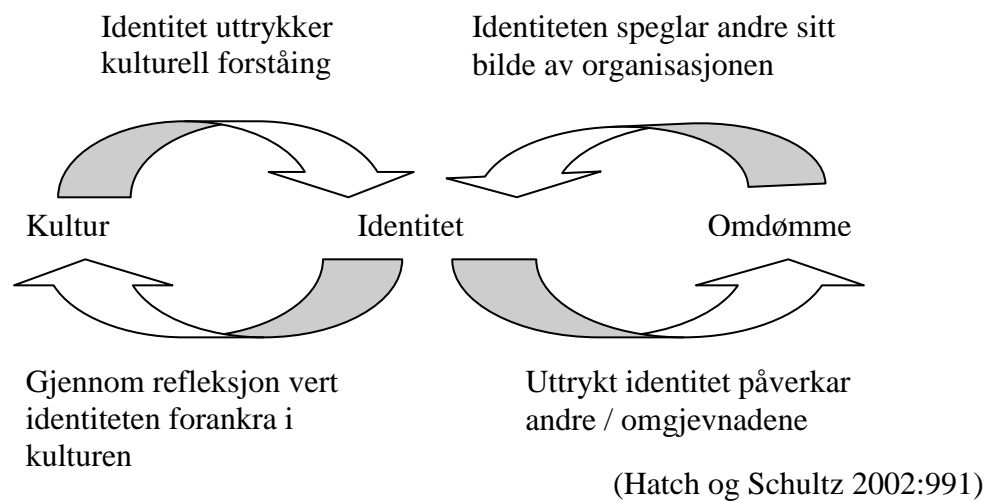 Identitet uttrykker
kulturell forståing
Identiteten speglar andre sitt
bilde av organisasjonen
Kultur
Identitet
Omdømme
Gjennom refleksjon vert
identiteten forankra i
kulturen
Uttrykt identitet påverkar
andre / omgjevnadene
(Hatch og Schultz 2002:991)